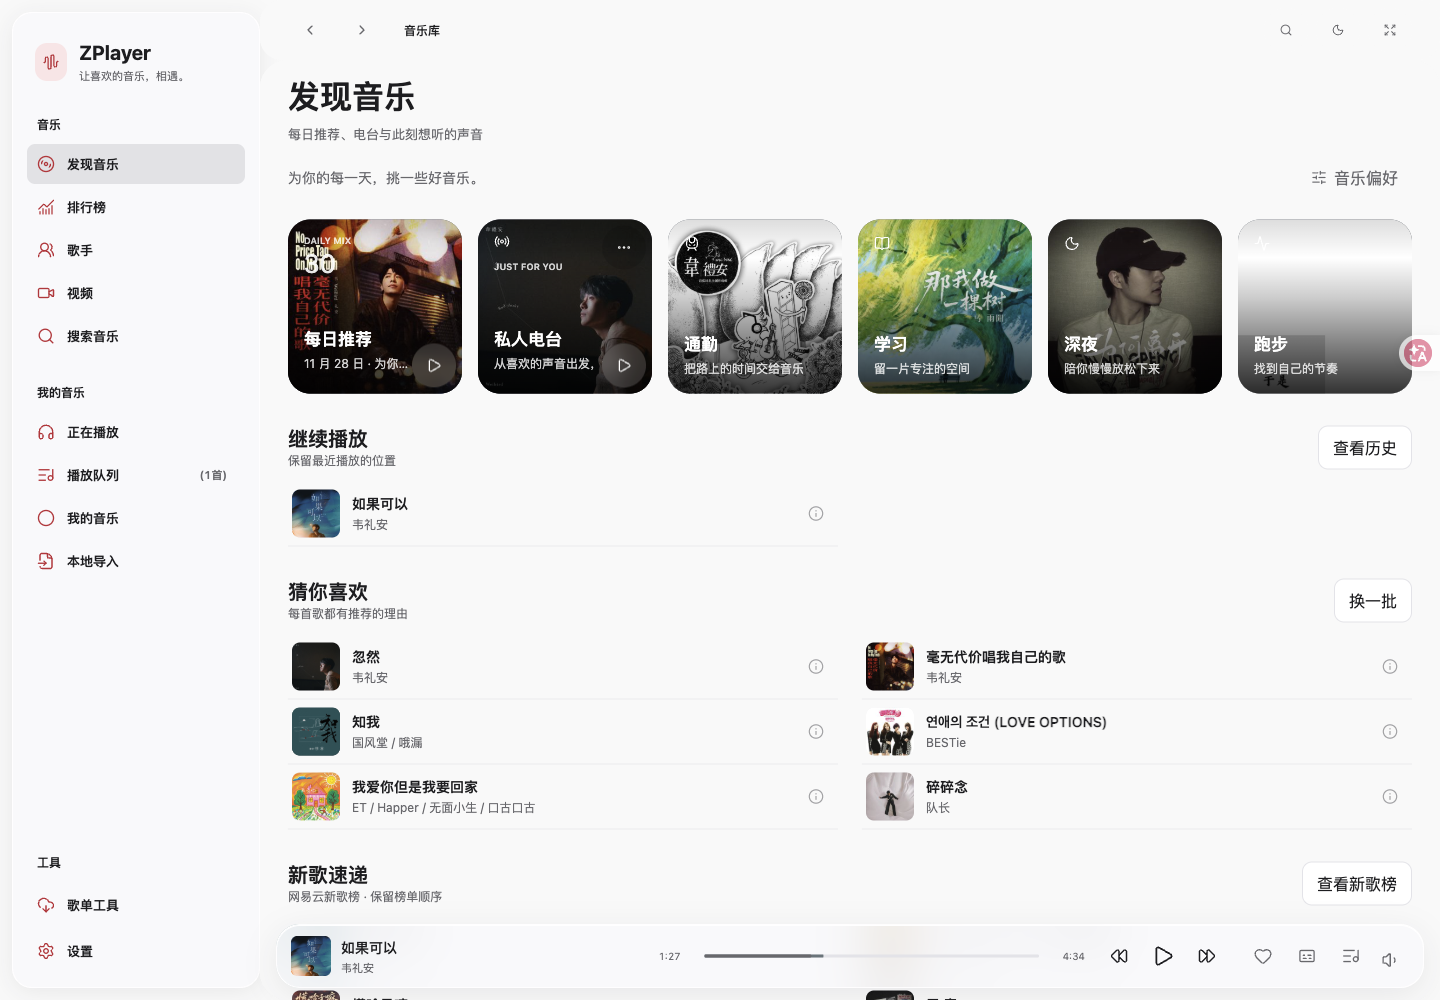 ZPlayer
让喜欢的音乐，相遇。
音乐
发现音乐
排行榜
歌手
视频
搜索音乐
我的音乐
正在播放
播放队列
(1首)
我的音乐
本地导入
工具
歌单工具
设置
音乐库
发现音乐
每日推荐、电台与此刻想听的声音
为你的每一天，挑一些好音乐。
音乐偏好
DAILY MIX
30
每日推荐
11 月 28 日 · 为你...
JUST FOR YOU
私人电台
从喜欢的声音出发,
韋禮安
通勤
把路上的时间交给音乐
那我做
一棵树
学习
留一片专注的空间
深夜
陪你慢慢放松下来
跑步
找到自己的节奏
继续播放
保留最近播放的位置
查看历史
如果可以
韦礼安
猜你喜欢
每首歌都有推荐的理由
换一批
忽然
韦礼安
毫无代价唱我自己的歌
韦礼安
知我
国风堂 / 哦漏
연애의 조건 (LOVE OPTIONS)
BESTie
我爱你但是我要回家
ET / Happer / 无面小生 / 口古口古
碎碎念
队长
新歌速递
网易云新歌榜 · 保留榜单顺序
查看新歌榜
如果可以
韦礼安
1:27
4:34